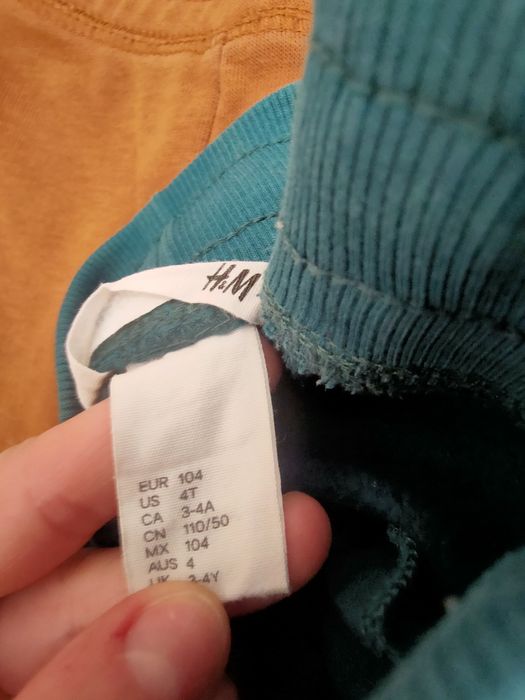 H&M
EUR 104
US 4T
CA 3-4A
CN 110/50
MX 104
AUS 4
UK 3-4Y